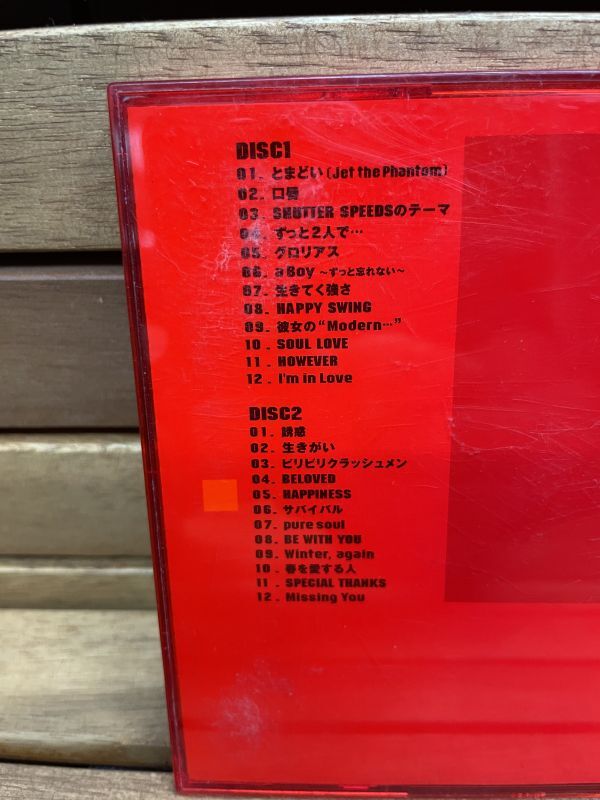 DISC1
01. とまどい (Jet the Phantom)
02. 口唇
03. SHUTTER SPEEDSのテーマ
04. ずっと2人で…
05. グロリアス
06. a Boy ～ずっと忘れない～
07. 生きてく強さ
08. HAPPY SWING
09. 彼女の"Modern…"
10. SOUL LOVE
11. HOWEVER
12. I'm in Love
DISC2
01. 誘惑
02. 生きがい
03. ビリビリクラッシュメン
04. BELOVED
05. HAPPINESS
06. サバイバル
07. pure soul
08. BE WITH YOU
09. Winter, again
10. 春を愛する人
11. SPECIAL THANKS
12. Missing You